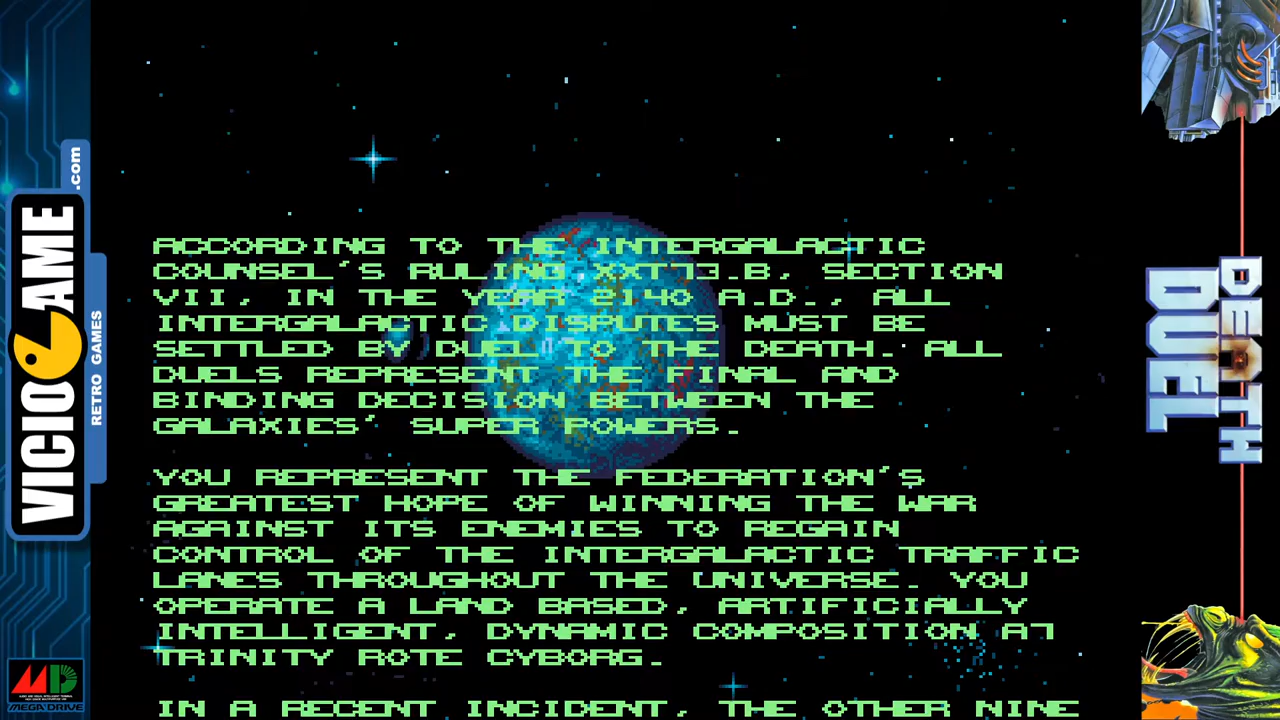 ACCORDING TO THE INTERGALACTIC
COUNSEL'S RULING XXT73.B, SECTION
VII, IN THE YEAR 2140 A.D., ALL
INTERGALACTIC DISPUTES MUST BE
SETTLED BY DUEL TO THE DEATH. ALL
DUELS REPRESENT THE FINAL AND
BINDING DECISION BETWEEN THE
GALAXIES' SUPER POWERS.
YOU REPRESENT THE FEDERATION'S
GREATEST HOPE OF WINNING THE WAR
AGAINST ITS ENEMIES TO REGAIN
CONTROL OF THE INTERGALACTIC TRAFFIC
LANES THROUGHOUT THE UNIVERSE. YOU
OPERATE A LAND BASED, ARTIFICIALLY
INTELLIGENT, DYNAMIC COMPOSITION A7
TRINITY ROTE CYBORG.
IN A RECENT INCIDENT, THE OTHER NINE
VICIOGAME.com
RETRO GAMES
MD
MEGA DRIVE
DEATH
DUEL